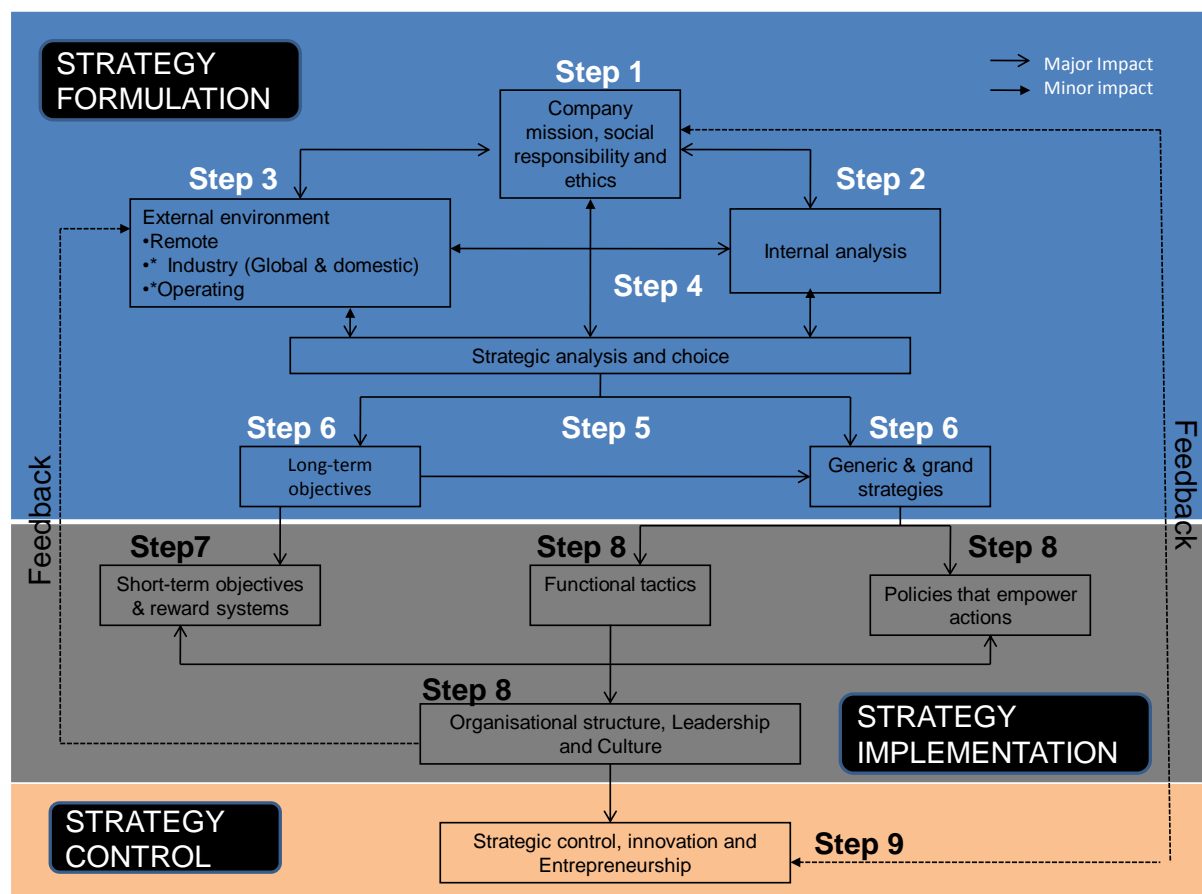 STRATEGY
FORMULATION
Major Impact
Minor impact
Step 1
Company
mission, social
responsibility and
ethics
Step 3
Step 2
External environment
•Remote
•* Industry (Global & domestic)
•*Operating
Internal analysis
Step 4
Strategic analysis and choice
Step 6
Step 5
Step 6
Long-term
objectives
Generic & grand
strategies
Feedback
Feedback
Step7
Step 8
Step 8
Short-term objectives
& reward systems
Functional tactics
Policies that empower
actions
Step 8
Organisational structure, Leadership
and Culture
STRATEGY
IMPLEMENTATION
STRATEGY
CONTROL
Strategic control, innovation and
Entrepreneurship
Step 9